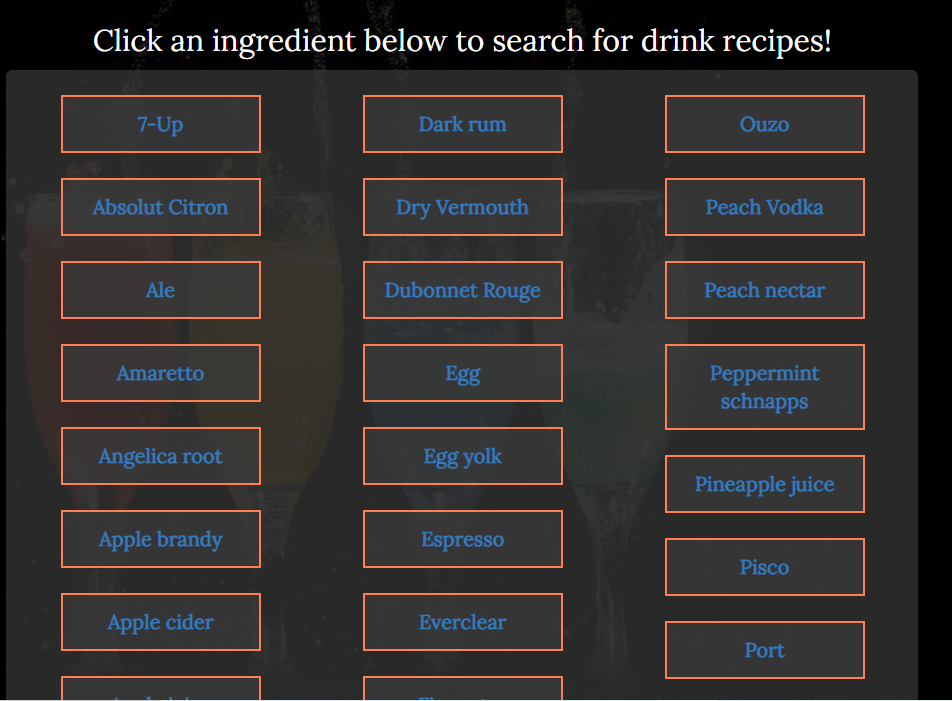 Click an ingredient below to search for drink recipes!
7-Up
Absolut Citron
Ale
Amaretto
Angelica root
Apple brandy
Apple cider
Dark rum
Dry Vermouth
Dubonnet Rouge
Egg
Egg yolk
Espresso
Everclear
Ouzo
Peach Vodka
Peach nectar
Peppermint
schnapps
Pineapple juice
Pisco
Port